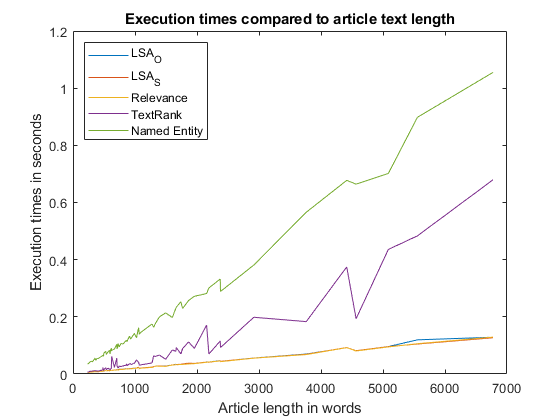 Execution times compared to article text length
1.2
1
0.8
0.6
0.4
0.2
0
LSA_O
LSA_S
Relevance
TextRank
Named Entity
Execution times in seconds
0 1000 2000 3000 4000 5000 6000 7000
Article length in words